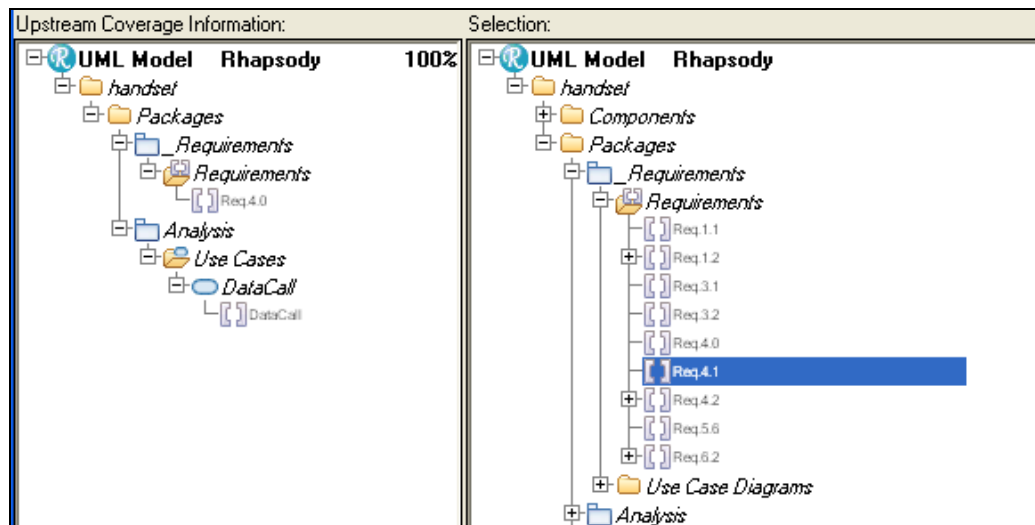 Upstream Coverage Information:
UML Model Rhapsody 100%
handset
Packages
_Requirements
Requirements
Req.4.0
Analysis
Use Cases
DataCall
DataCall
Selection:
UML Model Rhapsody
handset
Components
Packages
_Requirements
Requirements
Req.1.1
Req.1.2
Req.3.1
Req.3.2
Req.4.0
Req.4.1
Req.4.2
Req.5.6
Req.6.2
Use Case Diagrams
Analysis